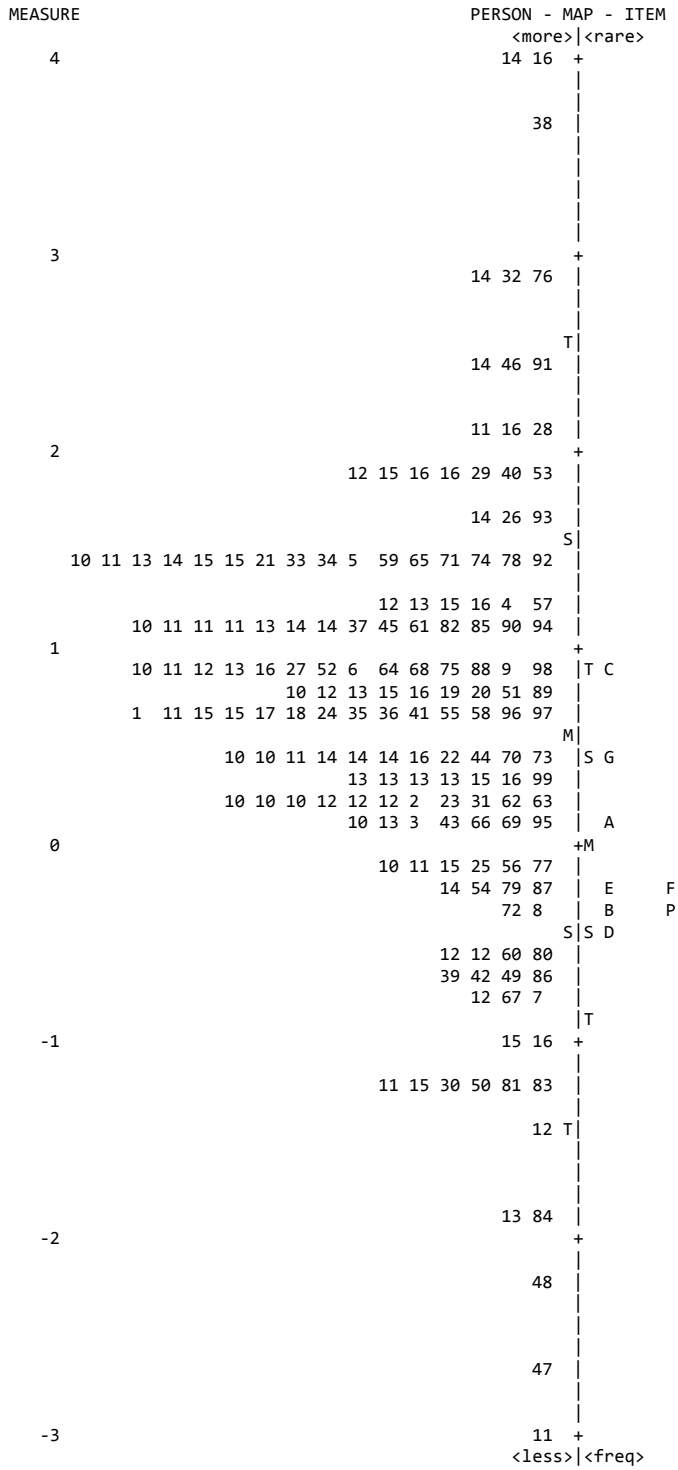 MEASURE PERSON - MAP - ITEM
<more>|<rare>
4 14 16 +
|
|
38 |
|
|
|
|
|
3 +
14 32 76 |
|
|
T|
14 46 91 |
|
|
11 16 28 |
2 +
12 15 16 16 29 40 53 |
|
14 26 93 |
S|
10 11 13 14 15 15 21 33 34 5 59 65 71 74 78 92 |
|
12 13 15 16 4 57 |
10 11 11 11 13 14 14 37 45 61 82 85 90 94 |
1 +
10 11 12 13 16 27 52 6 64 68 75 88 9 98 |T C
10 12 13 15 16 19 20 51 89 |
1 11 15 15 17 18 24 35 36 41 55 58 96 97 |
M|
10 10 11 14 14 14 16 22 44 70 73 |S G
13 13 13 13 15 16 99 |
10 10 10 12 12 12 2 23 31 62 63 |
10 13 3 43 66 69 95 | A
0 +M
10 11 15 25 56 77 |
14 54 79 87 | E F
72 8 | B P
S|S D
12 12 60 80 |
39 42 49 86 |
12 67 7 |
|T
-1 15 16 +
|
11 15 30 50 81 83 |
|
12 T|
|
|
|
13 84 |
-2 +
|
48 |
|
|
|
47 |
|
|
-3 11 +
<less>|<freq>